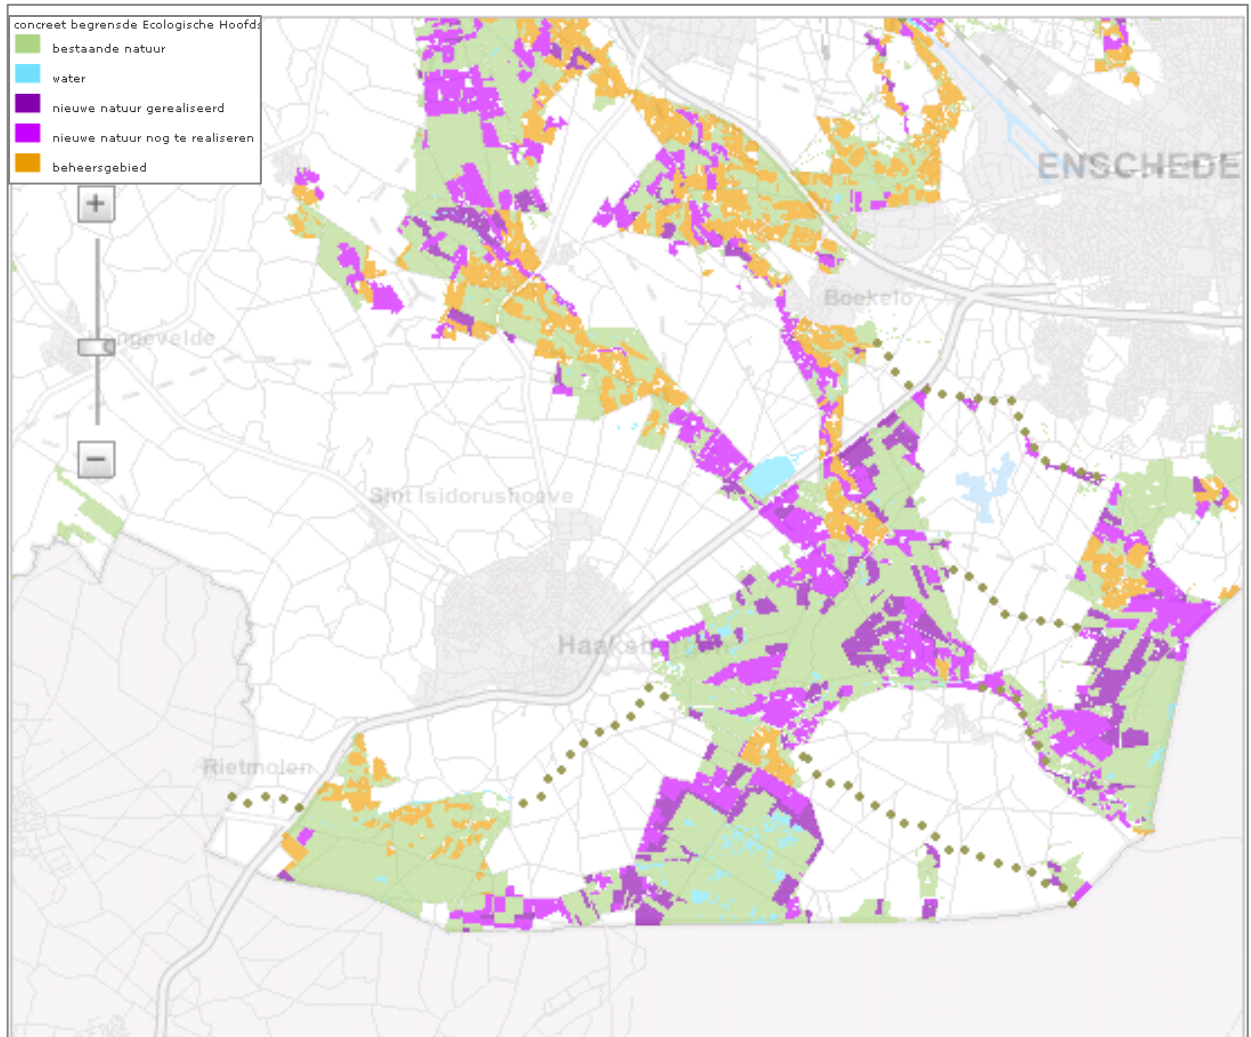 concreet begrensde Ecologische Hoofds
bestaande natuur
water
nieuwe natuur gerealiseerd
nieuwe natuur nog te realiseren
beheersgebied
ENSCHEDE
Boekelo
Sint Isidorushoeve
Rietmolen